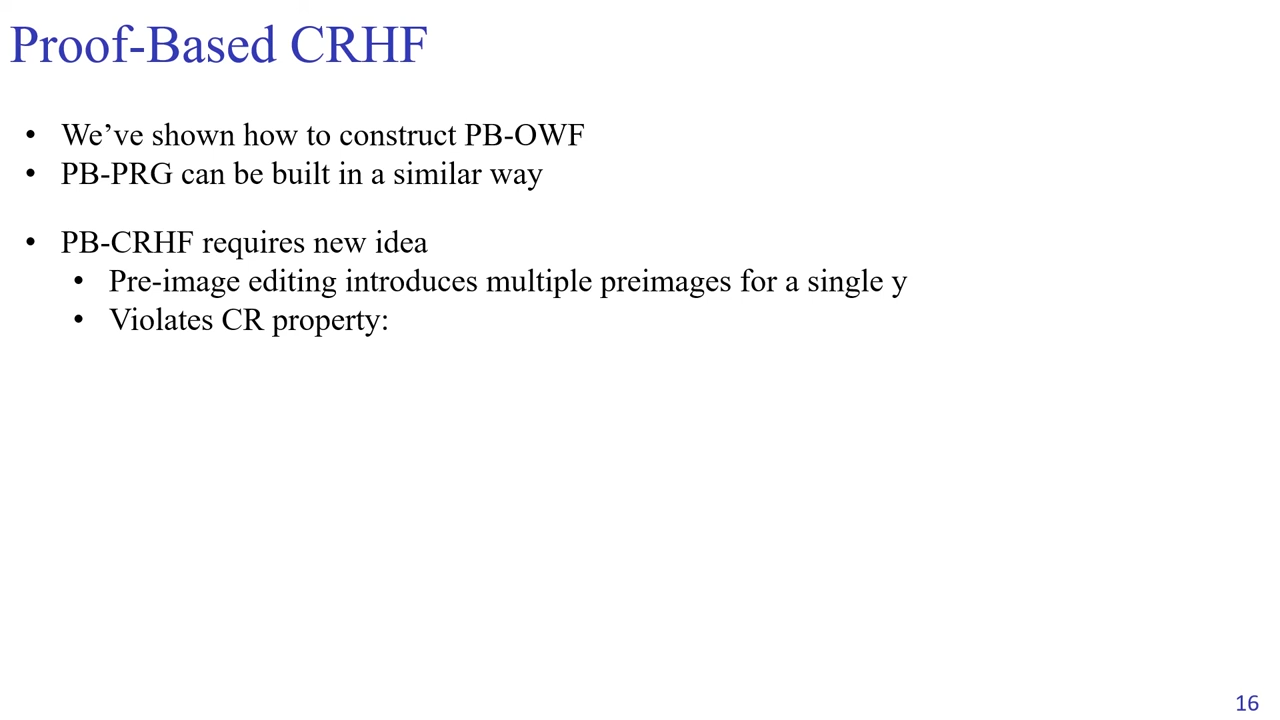 Proof-Based CRHF
• We’ve shown how to construct PB-OWF
• PB-PRG can be built in a similar way
• PB-CRHF requires new idea
• Pre-image editing introduces multiple preimages for a single y
• Violates CR property:
16